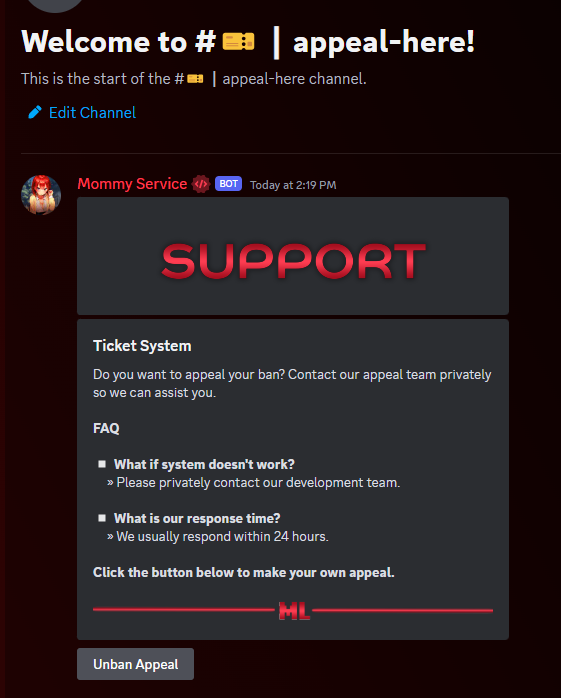 Welcome to #🎫 | appeal-here!
This is the start of the #🎫 | appeal-here channel.
Edit Channel
Mommy Service BOT Today at 2:19 PM
SUPPORT
Ticket System
Do you want to appeal your ban? Contact our appeal team privately
so we can assist you.
FAQ
▪ What if system doesn't work?
» Please privately contact our development team.
▪ What is our response time?
» We usually respond within 24 hours.
Click the button below to make your own appeal.
ML
Unban Appeal